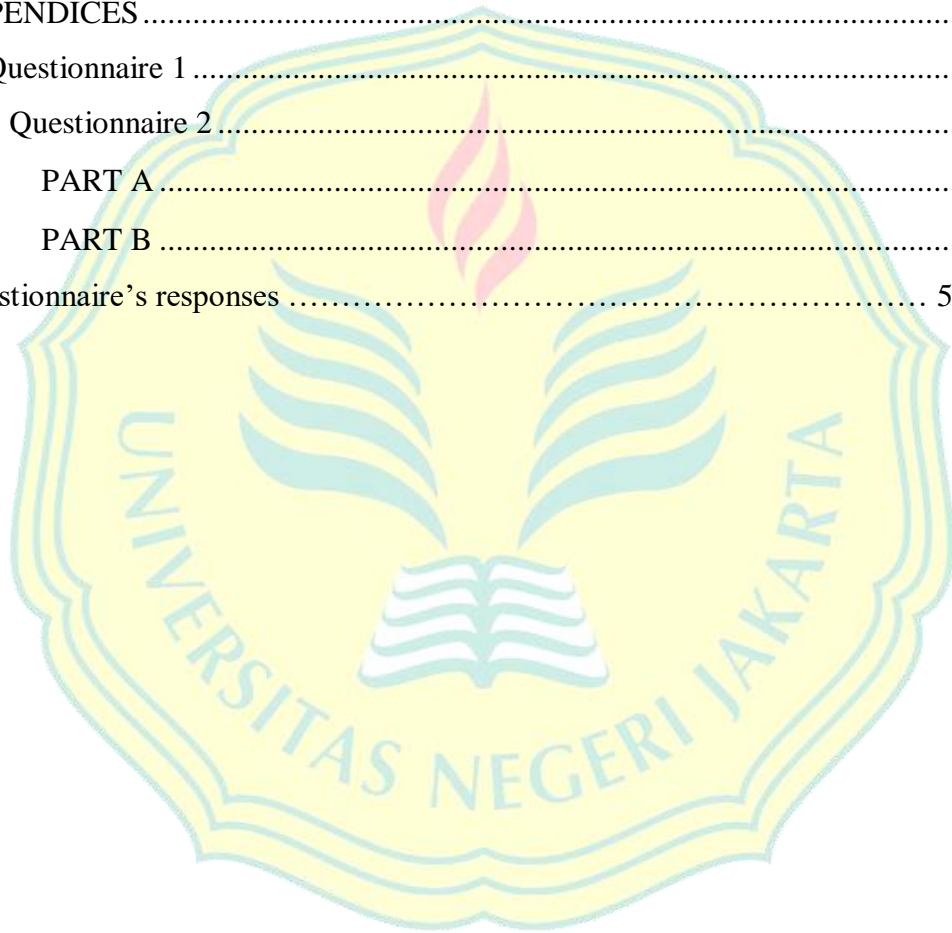 PENDICES ........................................................................
Questionnaire 1 ........................................................................
Questionnaire 2 ........................................................................
PART A ........................................................................
PART B ........................................................................
stionnaire’s responses ........................................................................ 5
UNIVERSITAS NEGERI JAKARTA